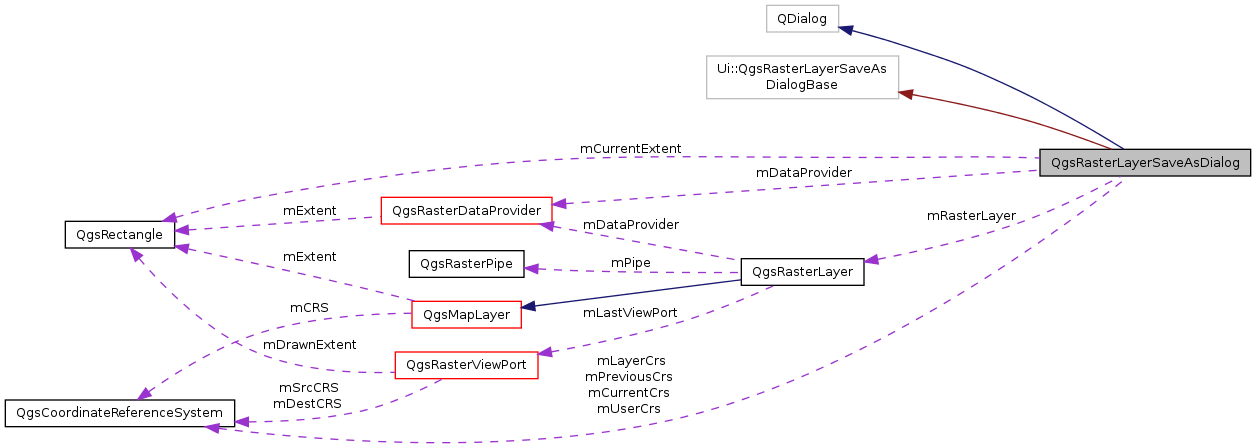 QDialog
Ui::QgsRasterLayerSaveAs
DialogBase
mCurrentExtent
QgsRasterLayerSaveAsDialog
mDataProvider
mExtent
QgsRasterDataProvider
mRasterLayer
mDataProvider
QgsRectangle
mExtent
QgsRasterPipe
mPipe
QgsRasterLayer
mCRS
QgsMapLayer
mLastViewPort
mDrawnExtent
QgsRasterViewPort
mLayerCrs
mPreviousCrs
mCurrentCrs
mUserCrs
mSrcCRS
mDestCRS
QgsCoordinateReferenceSystem